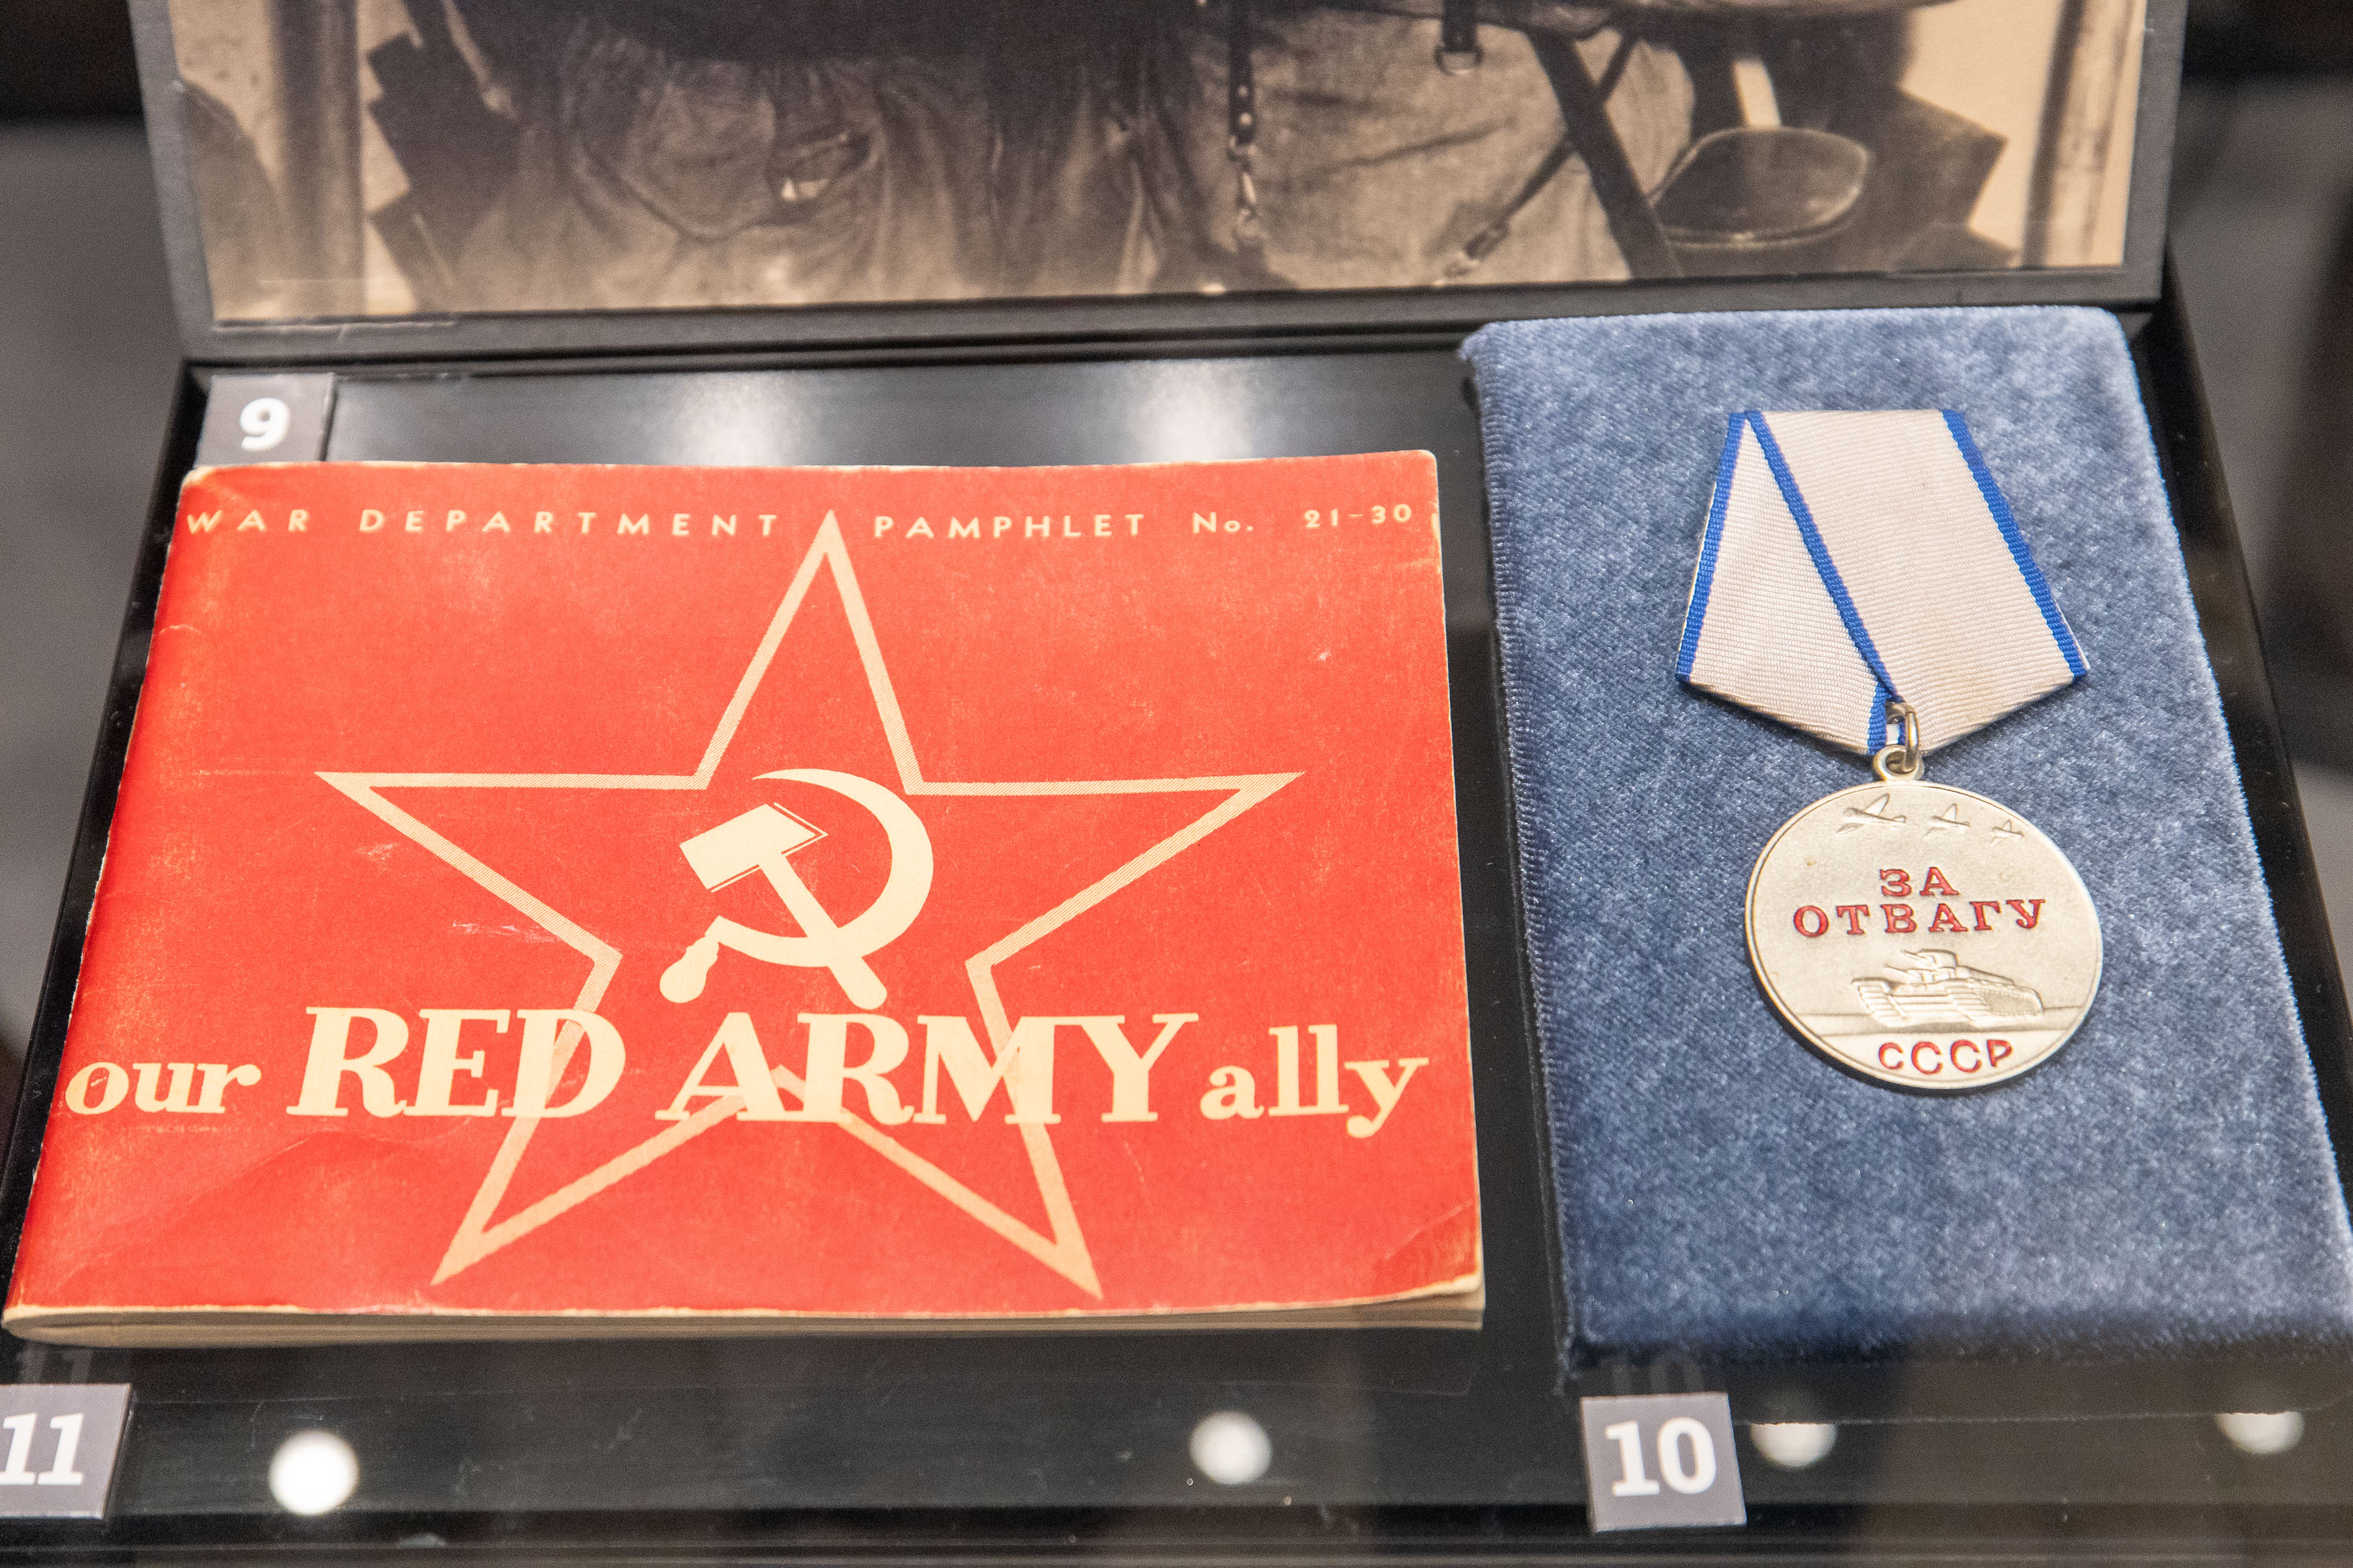 9
WAR DEPARTMENT PAMPHLET No. 21-30
our RED ARMY ally
ЗА
ОТВАГУ
СССР
11
10